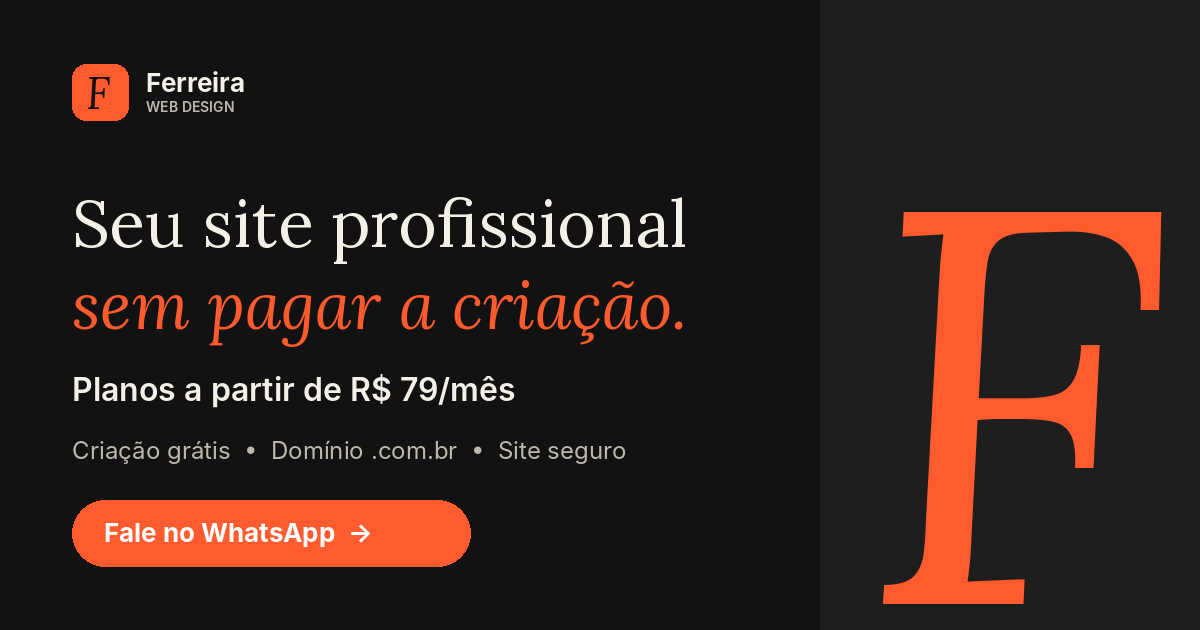 F
Ferreira
WEB DESIGN
Seu site profissional
sem pagar a criação.
Planos a partir de R$ 79/mês
Criação grátis • Domínio .com.br • Site seguro
Fale no WhatsApp →
F